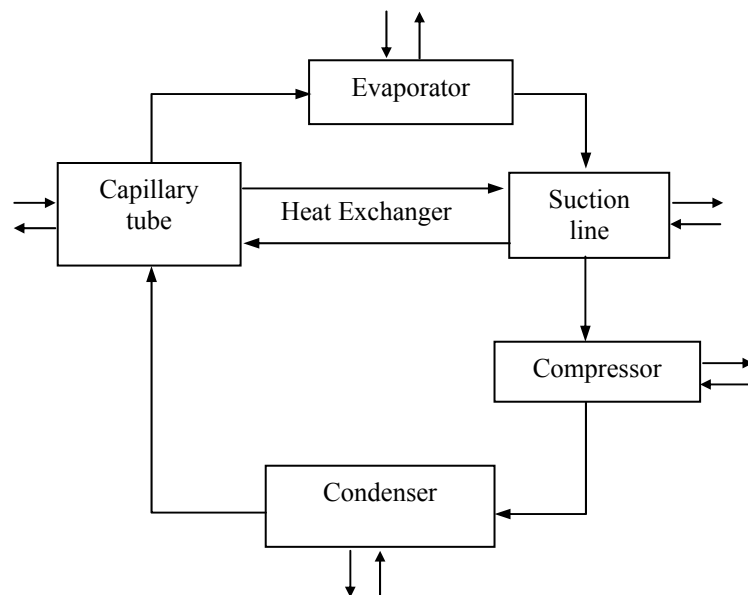 Evaporator
Capillary
tube
Heat Exchanger
Suction
line
Compressor
Condenser